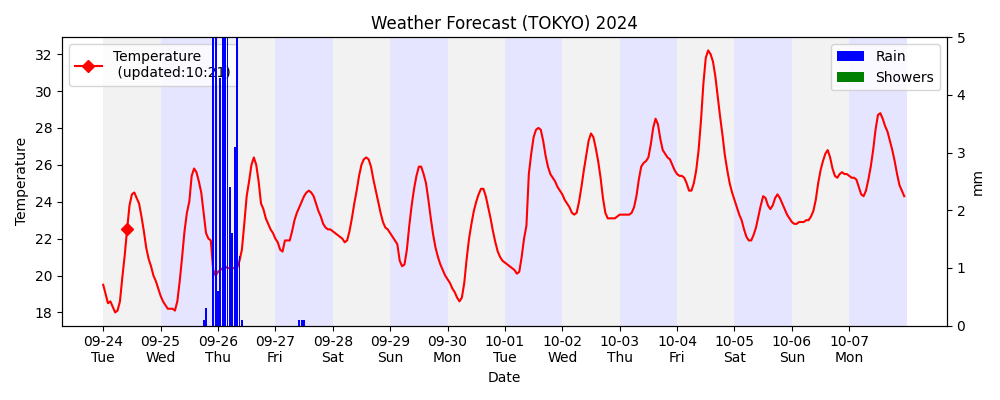 Weather Forecast (TOKYO) 2024
Temperature
(updated:10:21)
Rain
Showers
Temperature
32
30
28
26
24
22
20
18
5
4
3
2
1
0
mm
09-24 09-25 09-26 09-27 09-28 09-29 09-30 10-01 10-02 10-03 10-04 10-05 10-06 10-07
Tue Wed Thu Fri Sat Sun Mon Tue Wed Thu Fri Sat Sun Mon
Date